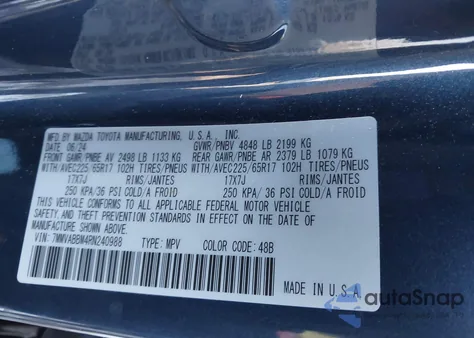 MFD. BY MAZDA TOYOTA MANUFACTURING, U.S.A., INC.
DATE 06/24 GVWR/PNBV 4848 LB 2199 KG
FRONT GAWR/PNBE AV 2498 LB 1133 KG REAR GAWR/PNBE AR 2379 LB 1079 KG
WITH/AVEC225/65R17 102H TIRES/PNEUS WITH/AVEC225/65R17 102H TIRES/PNEUS
17X7J RIMS/JANTES 17X7J RIMS/JANTES
250 KPA/36 PSI COLD/A FROID 250 KPA/36 PSI COLD/A FROID
THIS VEHICLE CONFORMS TO ALL APPLICABLE FEDERAL MOTOR VEHICLE
SAFETY STANDARDS IN EFFECT ON THE DATE OF MANUFACTURE
SHOWN ABOVE.
VIN: 7MMVABBM4RN240988 TYPE: MPV COLOR CODE: 48B
MADE IN U.S.A
autoSnap